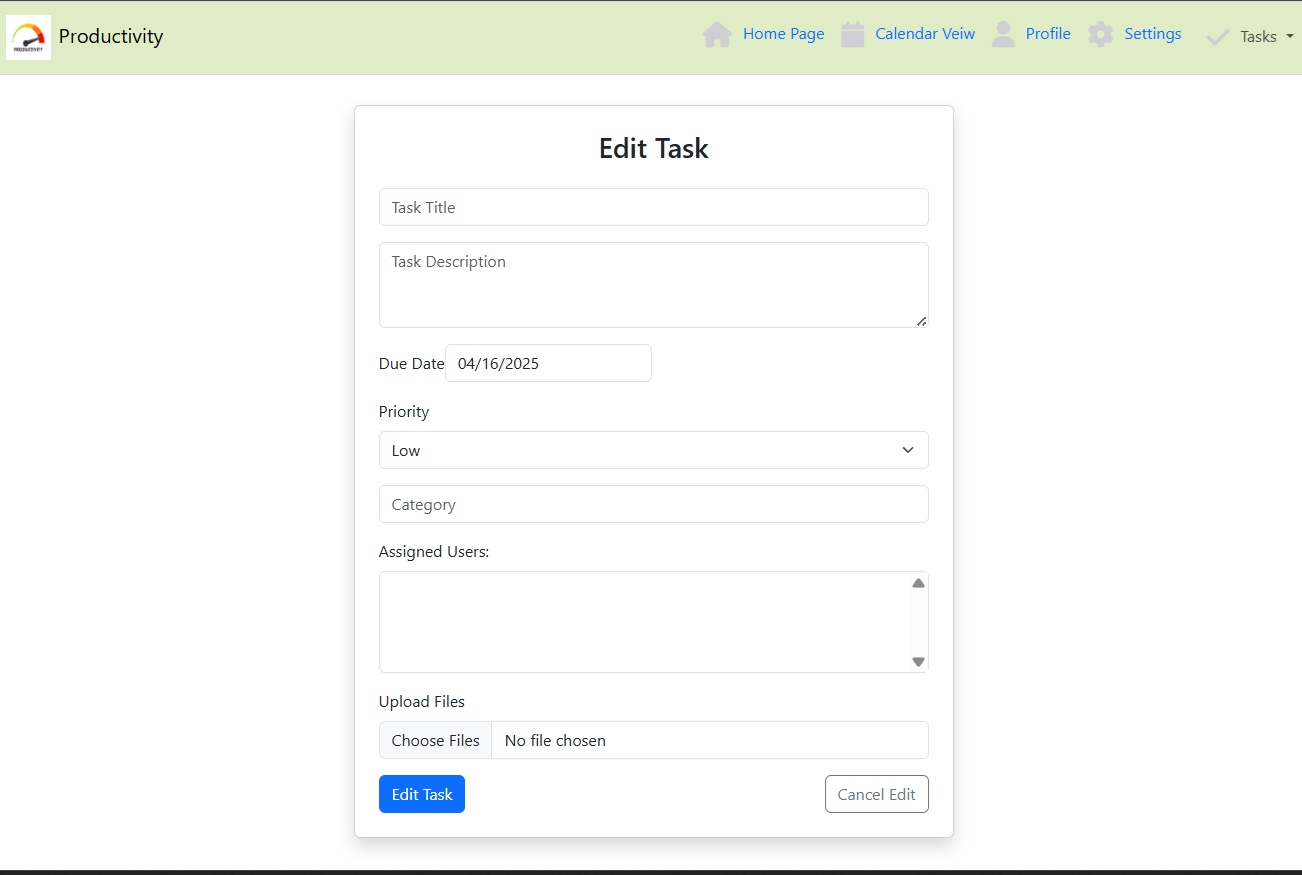 PRODUCTIVITY
Productivity
Home Page
Calendar Veiw
Profile
Settings
Tasks
Edit Task
Task Title
Task Description
Due Date 04/16/2025
Priority
Low
Category
Assigned Users:
Upload Files
Choose Files No file chosen
Edit Task
Cancel Edit